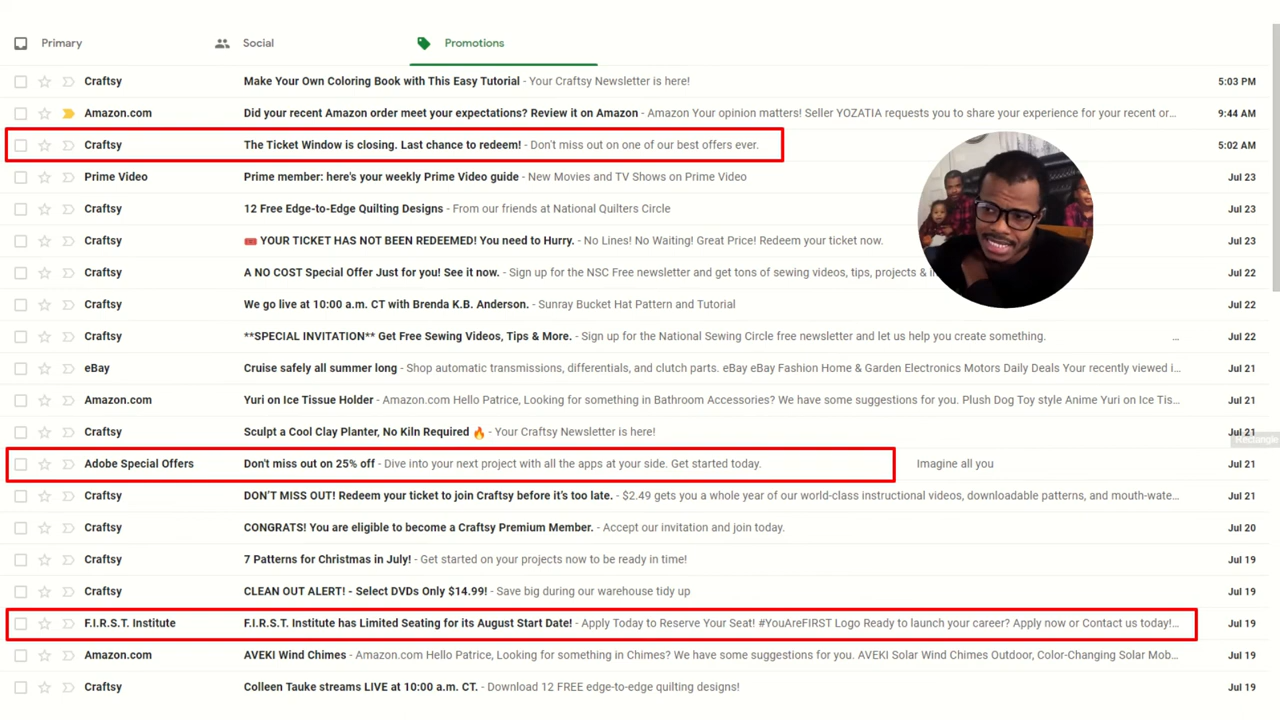 Primary Social Promotions
Craftsy Make Your Own Coloring Book with This Easy Tutorial - Your Craftsy Newsletter is here! 5:03 PM
Amazon.com Did your recent Amazon order meet your expectations? Review it on Amazon - Amazon Your opinion matters! Seller YOZATIA requests you to share your experience for your recent or… 9:44 AM
Craftsy The Ticket Window is closing. Last chance to redeem! - Don't miss out on one of our best offers ever. 5:02 AM
Prime Video Prime member: here's your weekly Prime Video guide - New Movies and TV Shows on Prime Video Jul 23
Craftsy 12 Free Edge-to-Edge Quilting Designs - From our friends at National Quilters Circle Jul 23
Craftsy 🎟️ YOUR TICKET HAS NOT BEEN REDEEMED! You need to Hurry. - No Lines! No Waiting! Great Price! Redeem your ticket now. Jul 23
Craftsy A NO COST Special Offer Just for you! See it now. - Sign up for the NSC Free newsletter and get tons of sewing videos, tips, projects & Jul 22
Craftsy We go live at 10:00 a.m. CT with Brenda K.B. Anderson. - Sunray Bucket Hat Pattern and Tutorial Jul 22
Craftsy **SPECIAL INVITATION** Get Free Sewing Videos, Tips & More. - Sign up for the National Sewing Circle free newsletter and let us help you create something. … Jul 22
eBay Cruise safely all summer long - Shop automatic transmissions, differentials, and clutch parts. eBay eBay Fashion Home & Garden Electronics Motors Daily Deals Your recently viewed i… Jul 21
Amazon.com Yuri on Ice Tissue Holder - Amazon.com Hello Patrice, Looking for something in Bathroom Accessories? We have some suggestions for you. Plush Dog Toy style Anime Yuri on Ice Tis… Jul 21
Craftsy Sculpt a Cool Clay Planter, No Kiln Required 🔥 - Your Craftsy Newsletter is here! Jul 21
Rectangle
Adobe Special Offers Don't miss out on 25% off - Dive into your next project with all the apps at your side. Get started today. Imagine all you Jul 21
Craftsy DON'T MISS OUT! Redeem your ticket to join Craftsy before it's too late. - $2.49 gets you a whole year of our world-class instructional videos, downloadable patterns, and mouth-wate… Jul 21
Craftsy CONGRATS! You are eligible to become a Craftsy Premium Member. - Accept our invitation and join today. Jul 20
Craftsy 7 Patterns for Christmas in July! - Get started on your projects now to be ready in time! Jul 19
Craftsy CLEAN OUT ALERT! - Select DVDs Only $14.99! - Save big during our warehouse tidy up Jul 19
F.I.R.S.T. Institute F.I.R.S.T. Institute has Limited Seating for its August Start Date! - Apply Today to Reserve Your Seat! #YouAreFIRST Logo Ready to launch your career? Apply now or Contact us today!… Jul 19
Amazon.com AVEKI Wind Chimes - Amazon.com Hello Patrice, Looking for something in Chimes? We have some suggestions for you. AVEKI Solar Wind Chimes Outdoor, Color-Changing Solar Mob… Jul 19
Craftsy Colleen Tauke streams LIVE at 10:00 a.m. CT. - Download 12 FREE edge-to-edge quilting designs! Jul 19